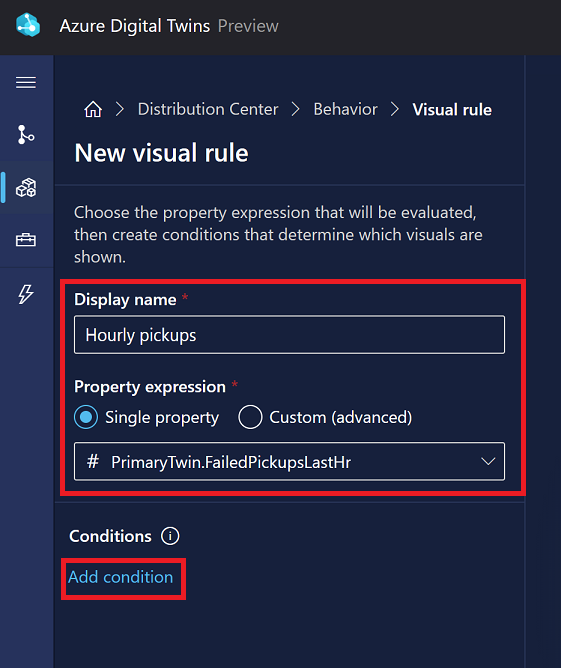 Azure Digital Twins Preview
Distribution Center > Behavior > Visual rule
New visual rule
Choose the property expression that will be evaluated,
then create conditions that determine which visuals are
shown.
Display name *
Hourly pickups
Property expression *
Single property Custom (advanced)
# PrimaryTwin.FailedPickupsLastHr
Conditions
Add condition